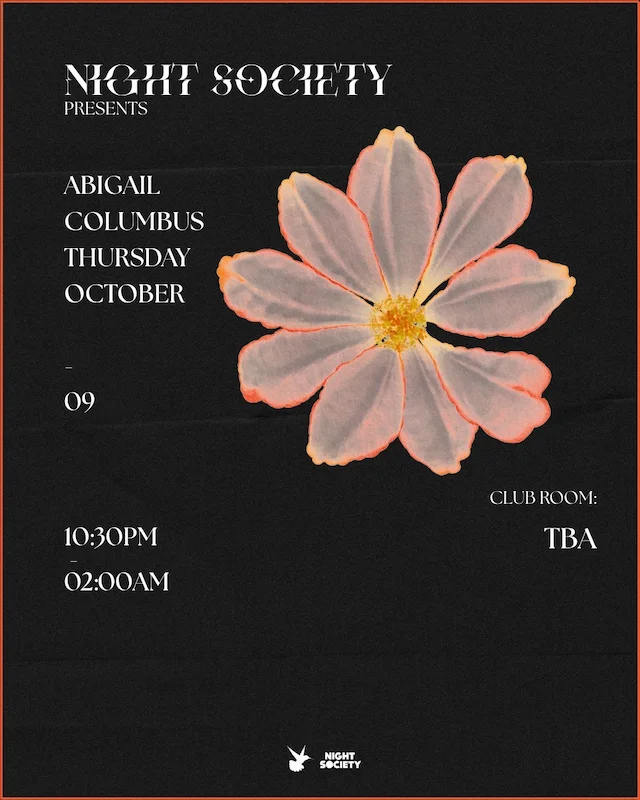 NIGHT SOCIETY
PRESENTS
ABIGAIL
COLUMBUS
THURSDAY
OCTOBER
–
09
10:30PM
–
02:00AM
CLUB ROOM:
TBA
NIGHT
SOCIETY